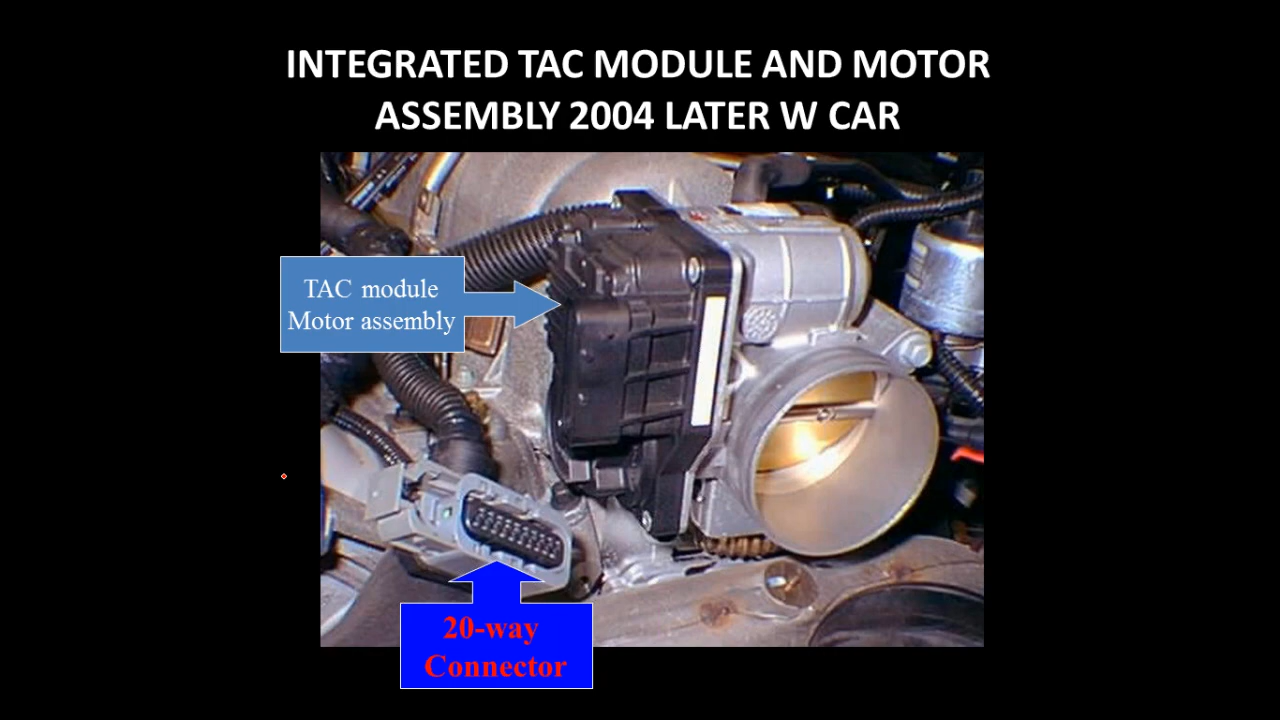 INTEGRATED TAC MODULE AND MOTOR
ASSEMBLY 2004 LATER W CAR
TAC module
Motor assembly
20-way
Connector